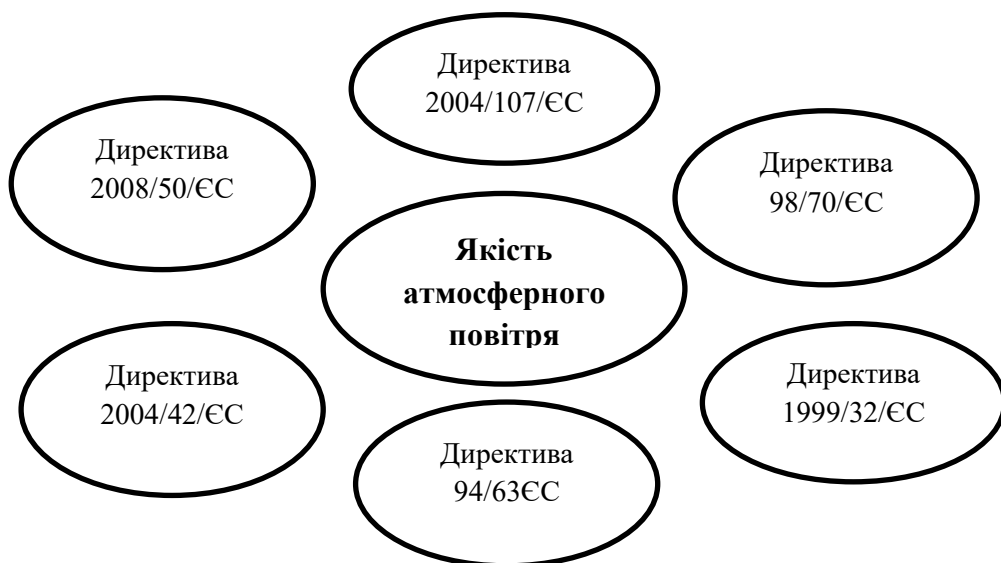 Директива
2004/107/ЄС
Директива
2008/50/ЄС
Директива
98/70/ЄС
Якість
атмосферного
повітря
Директива
2004/42/ЄС
Директива
1999/32/ЄС
Директива
94/63ЄС